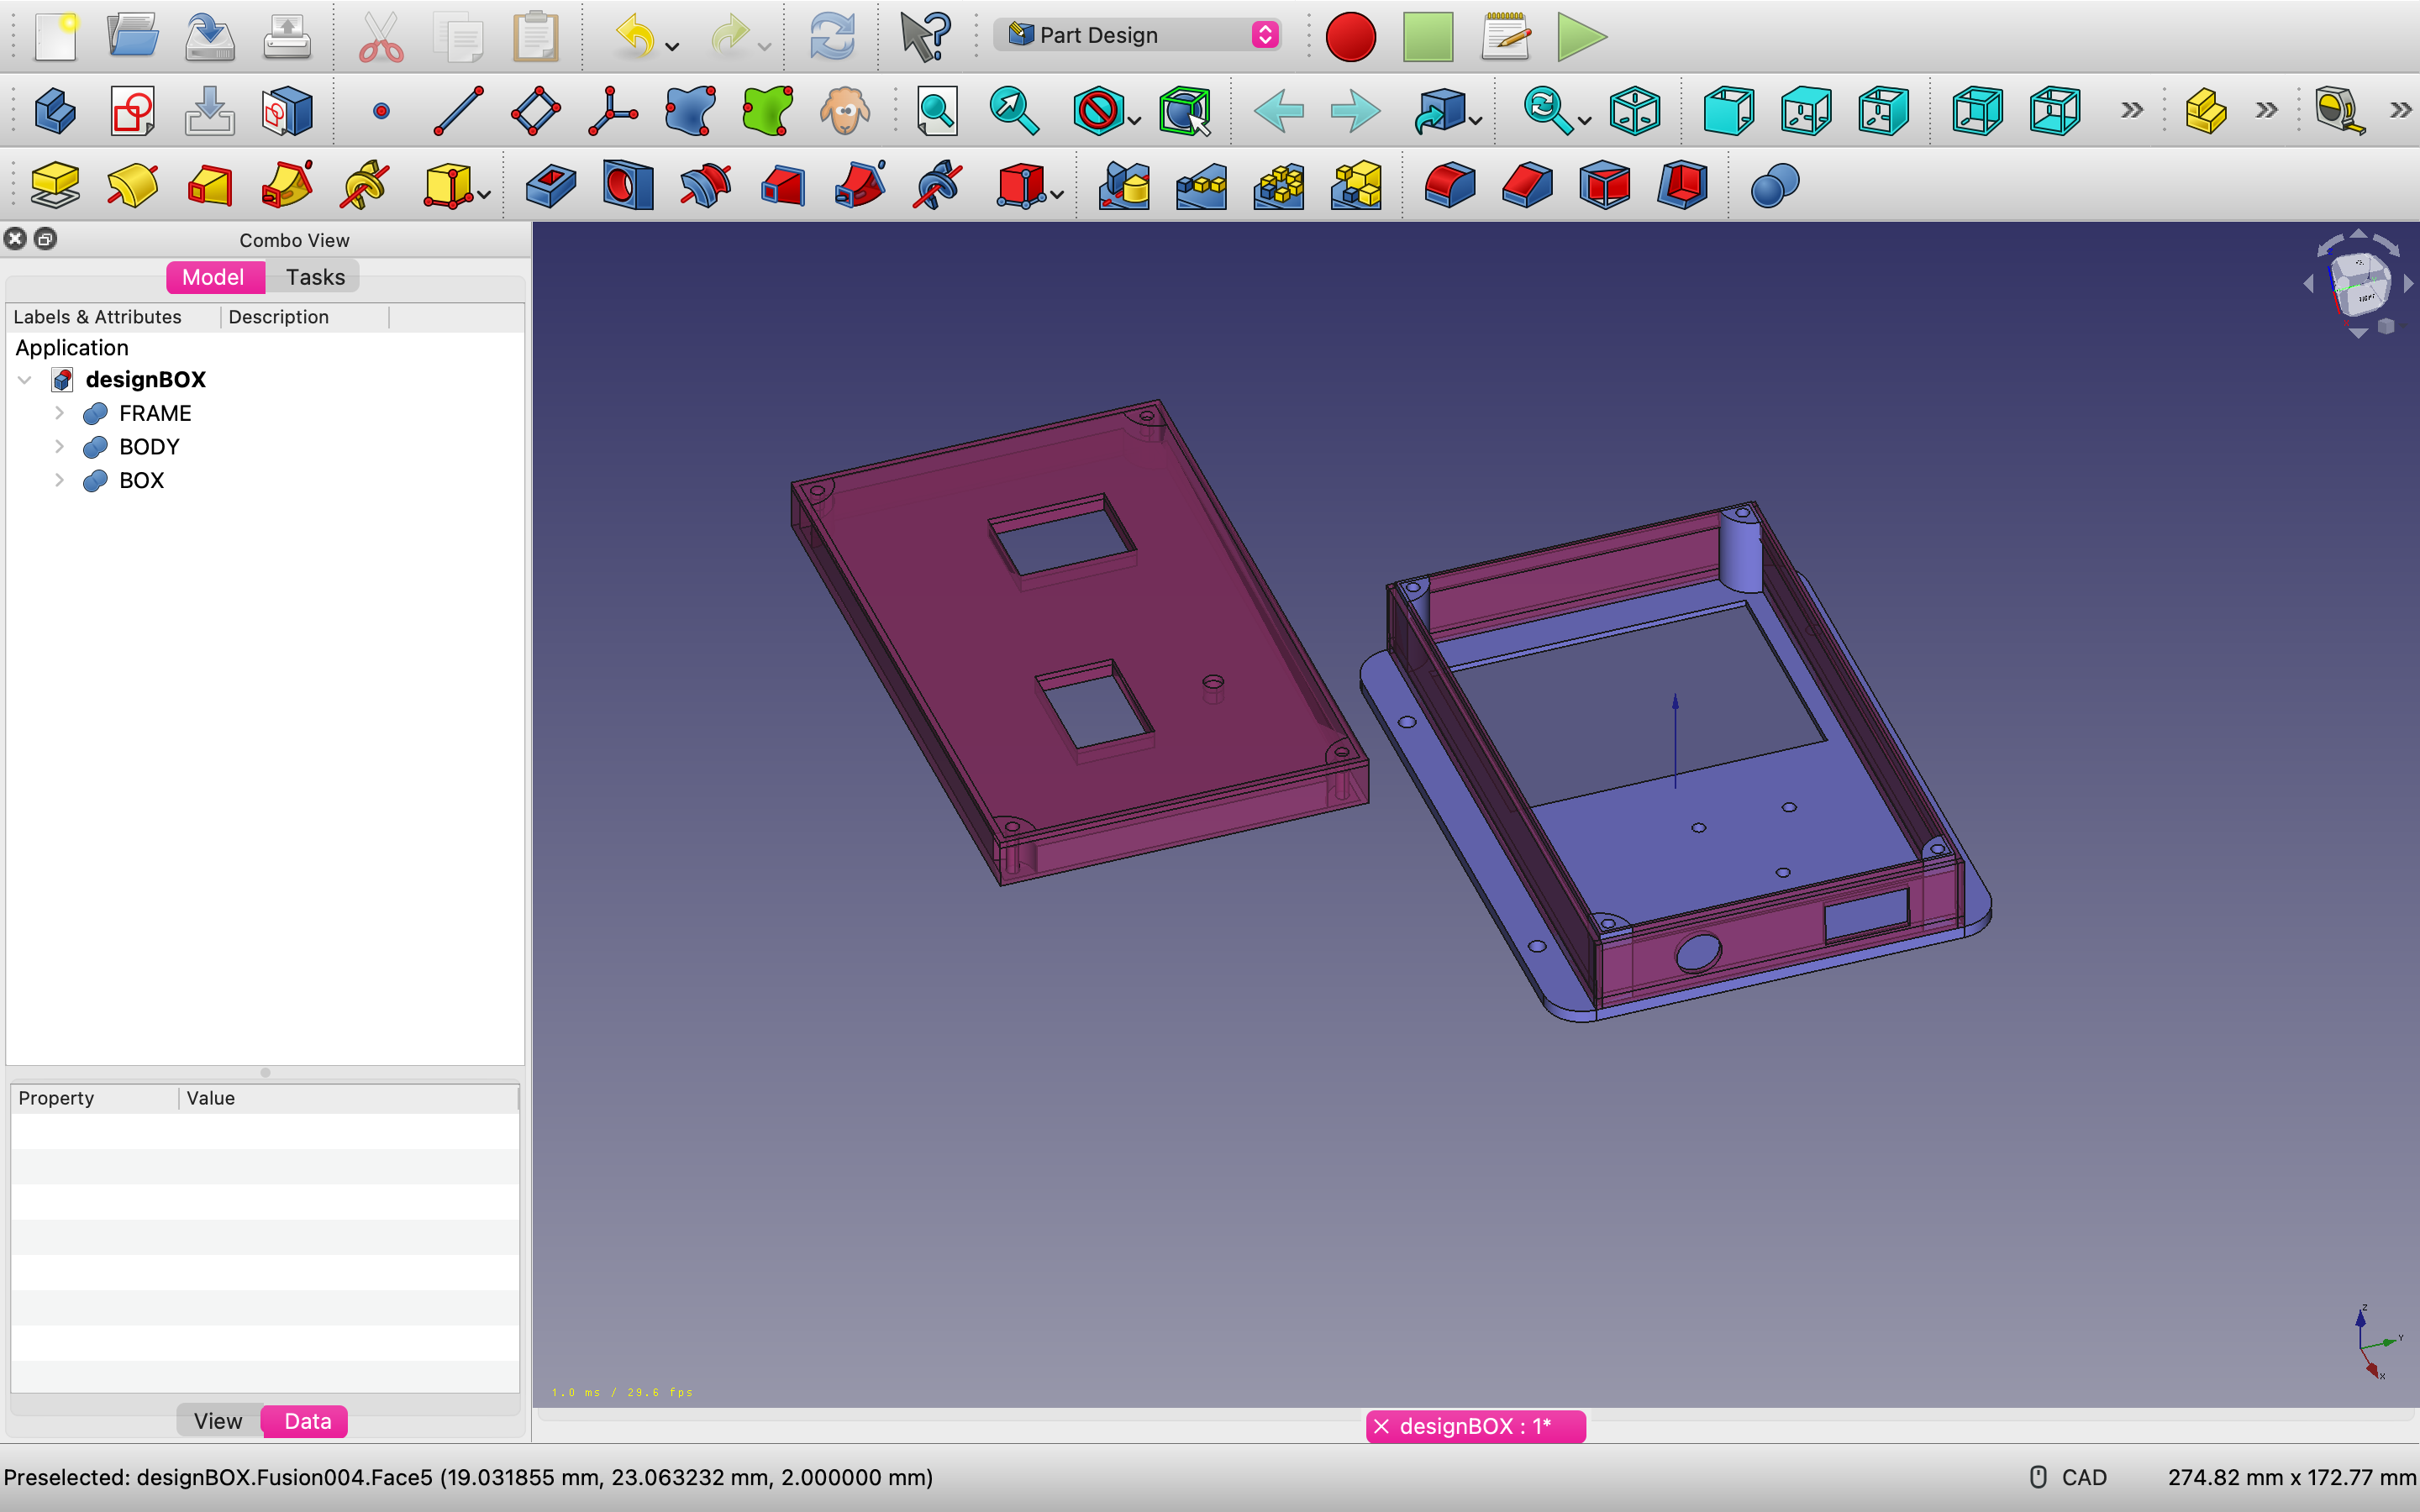 Part Design
Combo View
Model
Tasks
Labels & Attributes
Description
Application
designBOX
FRAME
BODY
BOX
Property
Value
View
Data
1.0 ms / 29.6 fps
Z
Y
X
designBOX : 1*
Preselected: designBOX.Fusion004.Face5 (19.031855 mm, 23.063232 mm, 2.000000 mm)
CAD
274.82 mm x 172.77 mm